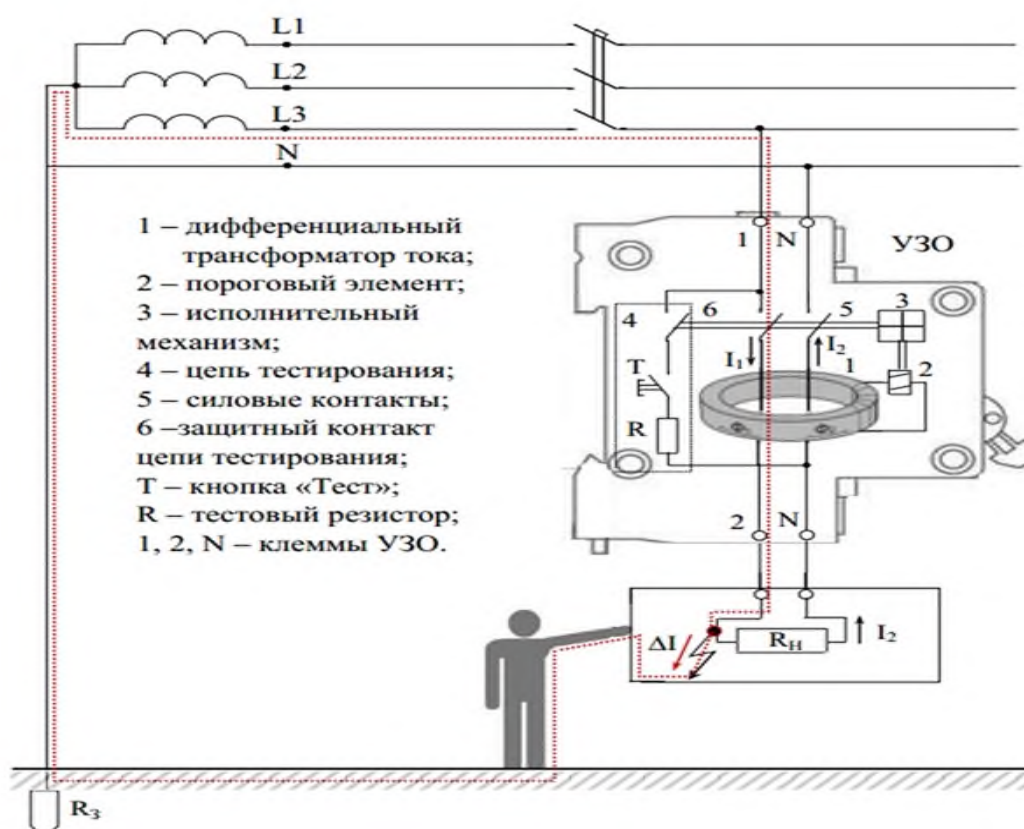 L1
L2
L3
N
1 – дифференциальный
трансформатор тока;
2 – пороговый элемент;
3 – исполнительный
механизм;
4 – цепь тестирования;
5 – силовые контакты;
6 –защитный контакт
цепи тестирования;
Т – кнопка «Тест»;
R – тестовый резистор;
1, 2, N – клеммы УЗО.
1 N
УЗО
4 6 5 3
I₁ I₂ 1 2
T
R
2 N
ΔI Rн I₂
Rз